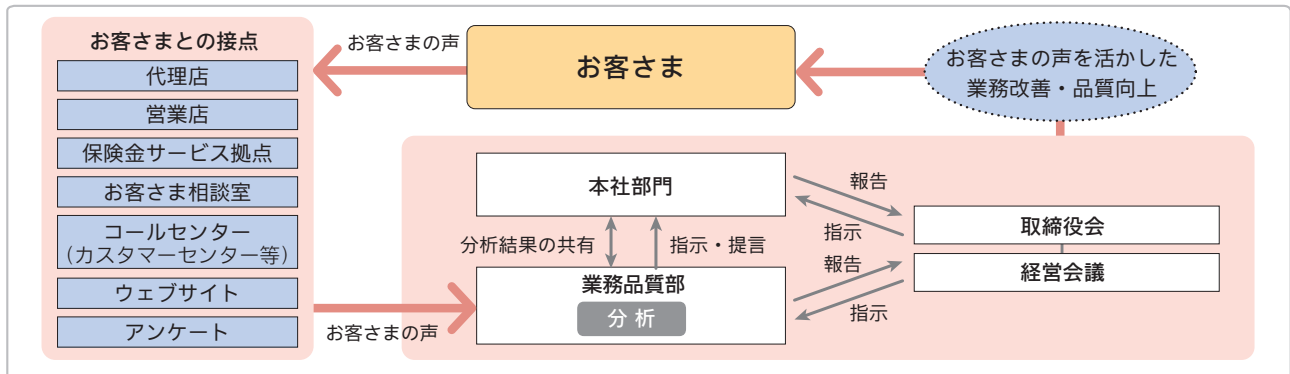 お客さまとの接点
代理店
営業店
保険金サービス拠点
お客さま相談室
コールセンター
(カスタマーセンター等)
ウェブサイト
アンケート
お客さまの声
お客さま
お客さまの声を活かした
業務改善・品質向上
お客さまの声
本社部門
分析結果の共有
指示・提言
業務品質部
分析
報告
指示
報告
指示
取締役会
経営会議